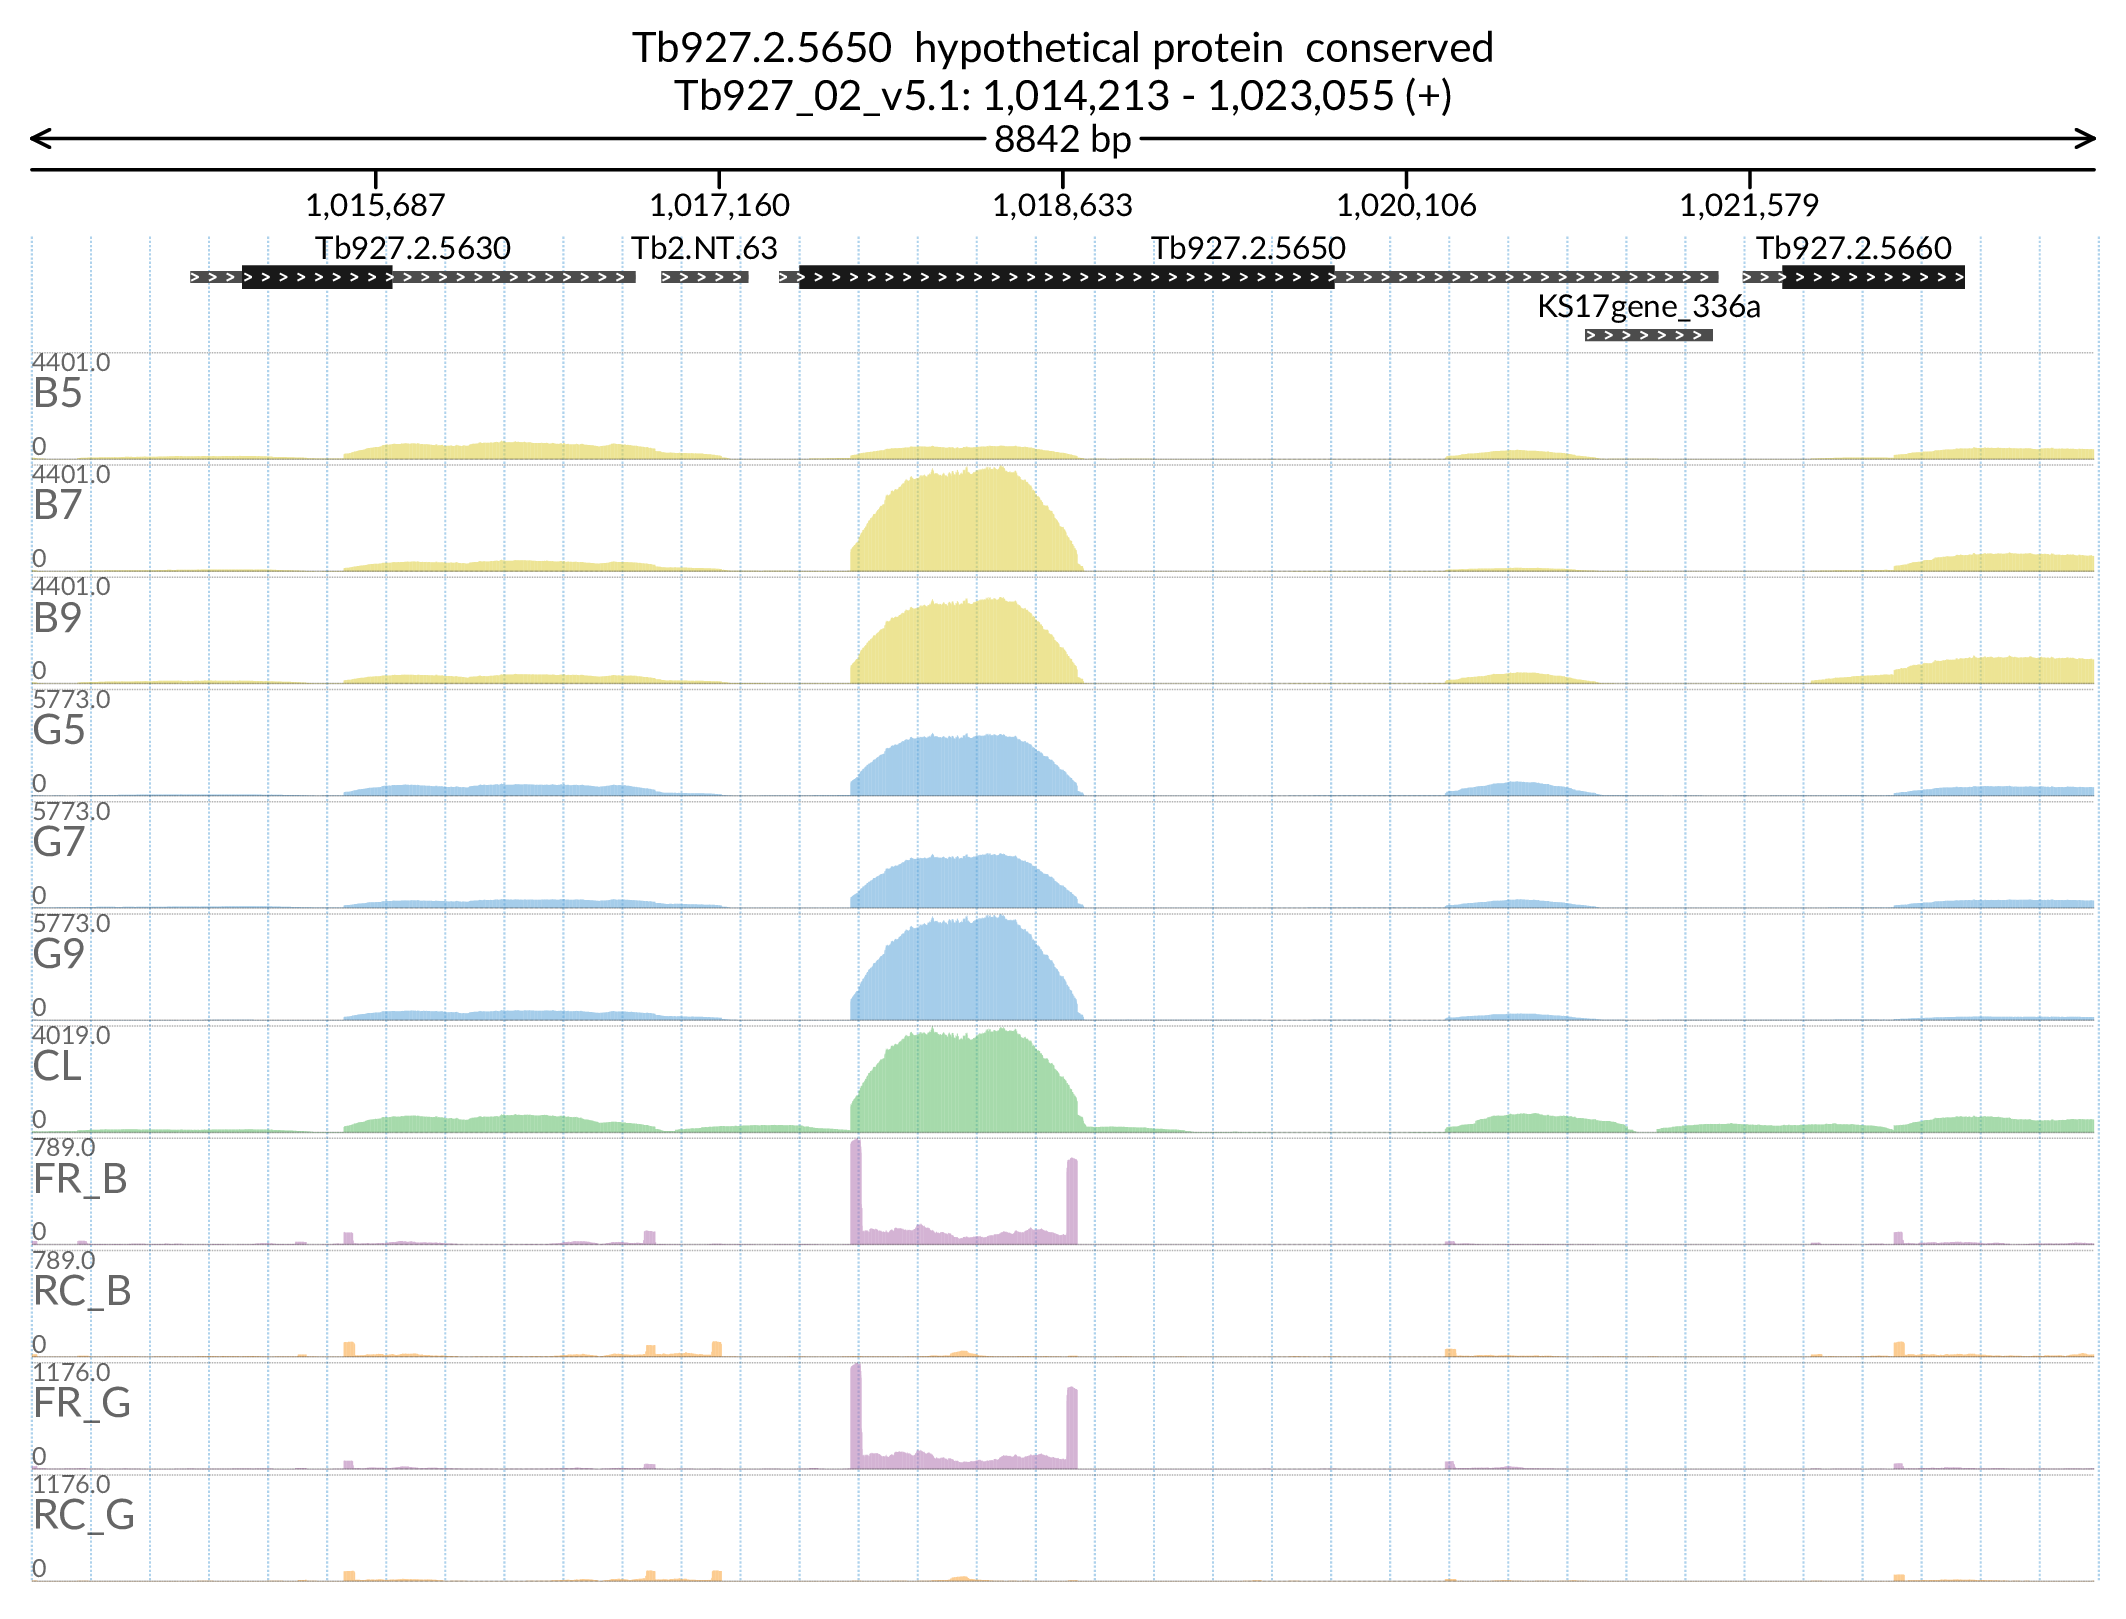 Tb927.2.5650 hypothetical protein conserved
Tb927_02_v5.1: 1,014,213 - 1,023,055 (+)
8842 bp
1,015,687 1,017,160 1,018,633 1,020,106 1,021,579
Tb927.2.5630 Tb2.NT.63 Tb927.2.5650 Tb927.2.5660
KS17gene_336a
4401.0
B5
0
4401.0
B7
0
4401.0
B9
0
5773.0
G5
0
5773.0
G7
0
5773.0
G9
0
4019.0
CL
0
789.0
FR_B
0
789.0
RC_B
0
1176.0
FR_G
0
1176.0
RC_G
0